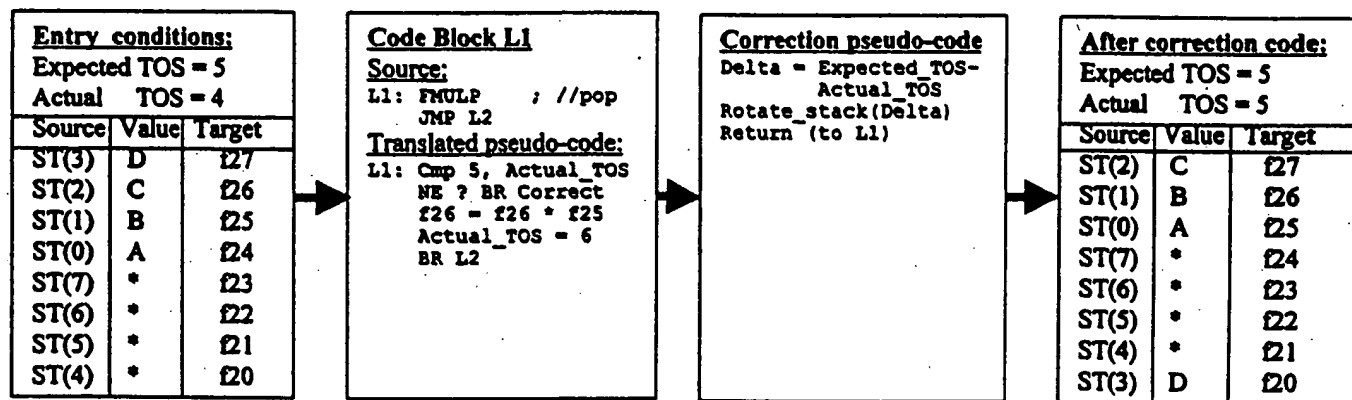 Entry conditions:
Expected TOS = 5
Actual TOS = 4
Source Value Target
ST(3) D f27
ST(2) C f26
ST(1) B f25
ST(0) A f24
ST(7) * f23
ST(6) * f22
ST(5) * f21
ST(4) * f20
Code Block L1
Source:
L1: FMULP ; //pop
JMP L2
Translated pseudo-code:
L1: Cmp 5, Actual_TOS
NE ? BR Correct
f26 = f26 * f25
Actual_TOS = 6
BR L2
Correction pseudo-code
Delta = Expected_TOS-
Actual_TOS
Rotate_stack(Delta)
Return (to L1)
After correction code:
Expected TOS = 5
Actual TOS = 5
Source Value Target
ST(2) C f27
ST(1) B f26
ST(0) A f25
ST(7) * f24
ST(6) * f23
ST(5) * f22
ST(4) * f21
ST(3) D f20